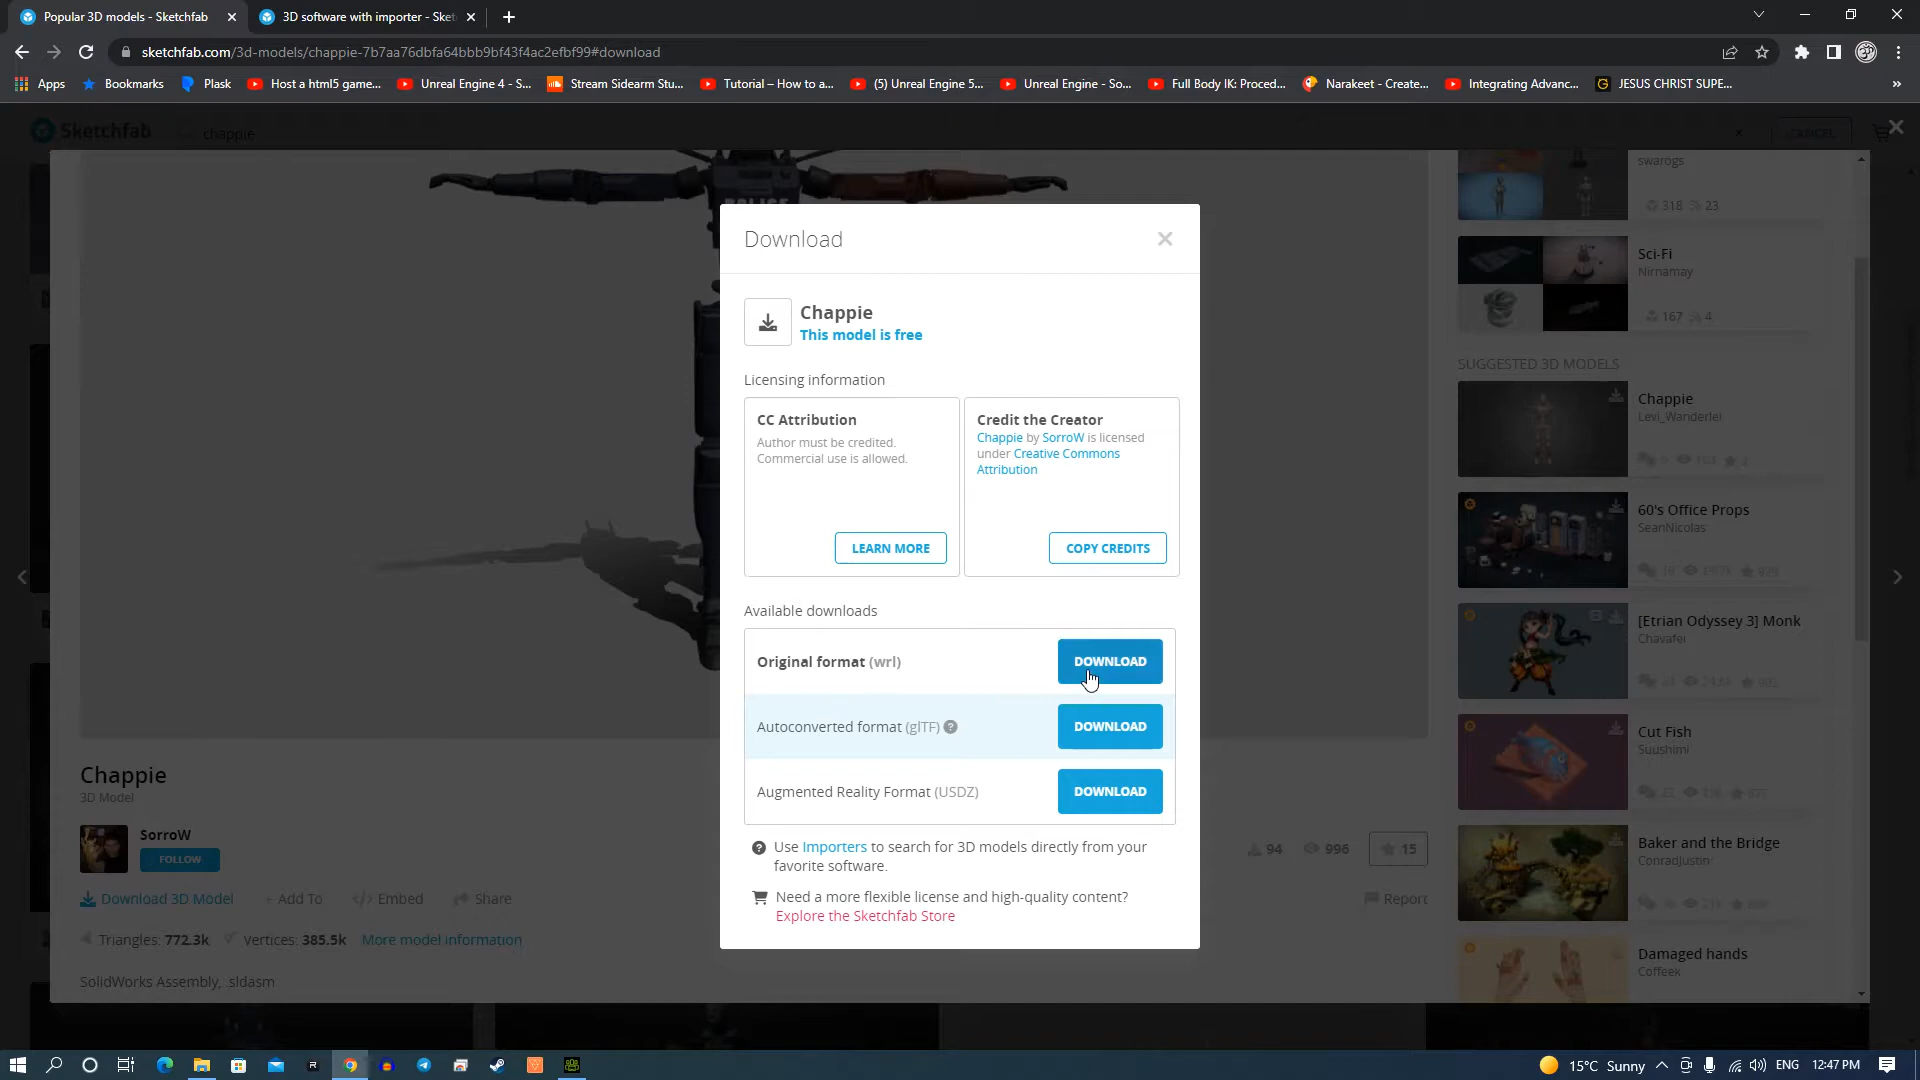 Popular 3D models - Sketchfab
3D software with importer - Sket
sketchfab.com/3d-models/chappie-7b7aa76dbfa64bbb9bf43f4ac2efbf99#download
Apps
Bookmarks
Plask
Host a html5 game...
Unreal Engine 4 - S...
Stream Sidearm Stu...
Tutorial – How to a...
(5) Unreal Engine 5...
Unreal Engine - So...
Full Body IK: Proced...
Narakeet - Create...
Integrating Advanc...
JESUS CHRIST SUPE...
Sketchfab
chappie
CANCEL
POLICE
Download
Chappie
This model is free
Licensing information
CC Attribution
Author must be credited.
Commercial use is allowed.
LEARN MORE
Credit the Creator
Chappie by SorroW is licensed
under Creative Commons
Attribution
COPY CREDITS
Available downloads
Original format (wrl)
DOWNLOAD
Autoconverted format (glTF)
DOWNLOAD
Augmented Reality Format (USDZ)
DOWNLOAD
Use Importers to search for 3D models directly from your
favorite software.
Need a more flexible license and high-quality content?
Explore the Sketchfab Store
Chappie
3D Model
SorroW
FOLLOW
94
996
15
Download 3D Model
+ Add To
Embed
Share
Report
Triangles: 772.3k
Vertices: 385.5k
More model information
SolidWorks Assembly, .sldasm
swarogs
318
23
Sci-Fi
Nirnamay
167
4
SUGGESTED 3D MODELS
Chappie
Levi_Wanderlei
60's Office Props
SeanNicolas
[Etrian Odyssey 3] Monk
Chavafei
Cut Fish
Suushimi
Baker and the Bridge
ConradJustin
Damaged hands
Coffeek
15°C Sunny
ENG
12:47 PM